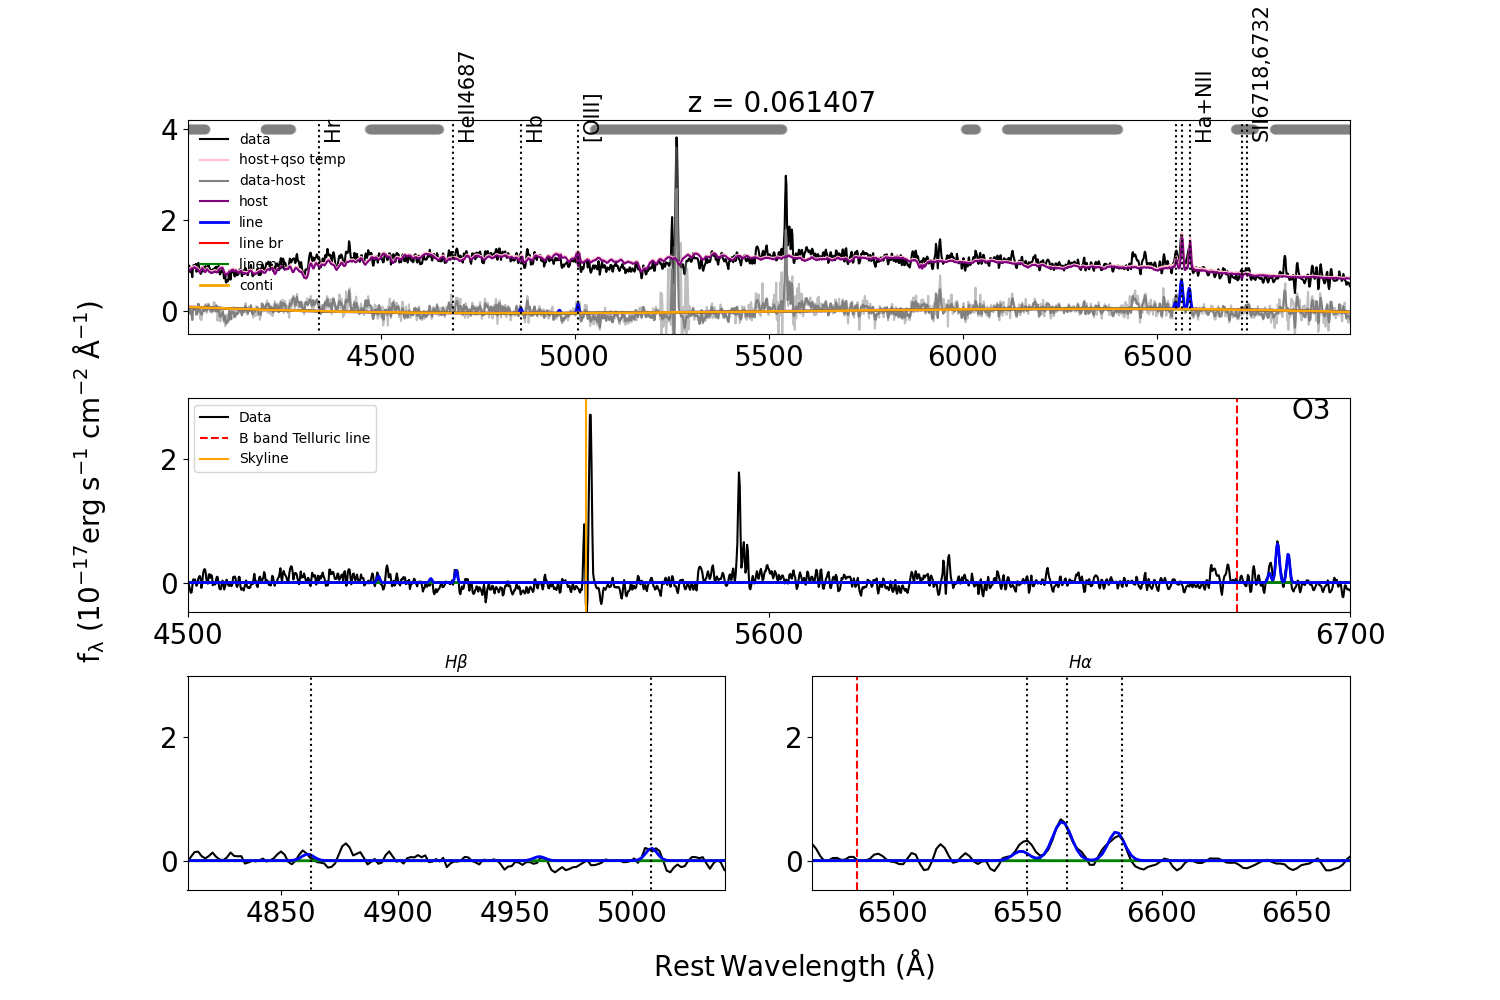 z = 0.061407
Hr
HeII4687
Hb
[OIII]
Ha+NII
SII6718,6732
data
host+qso temp
data-host
host
line
line br
conti
4
2
0
4500 5000 5500 6000 6500
O3
Data
B band Telluric line
Skyline
2
0
4500 5600 6700
fλ (10⁻¹⁷erg s⁻¹ cm⁻² Å⁻¹)
Hβ
2
0
4850 4900 4950 5000
Hα
2
0
6500 6550 6600 6650
Rest Wavelength (Å)